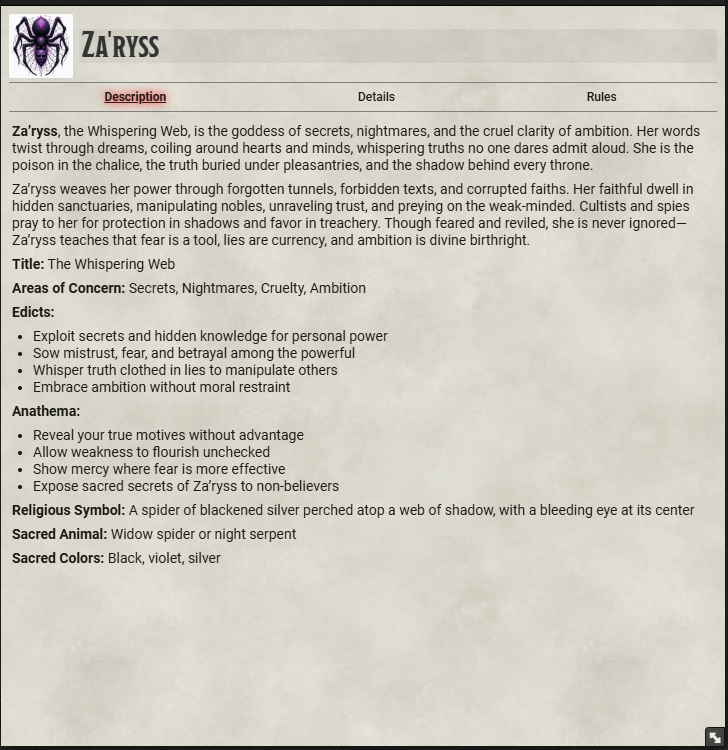 Za'ryss
Description
Details
Rules
Za’ryss, the Whispering Web, is the goddess of secrets, nightmares, and the cruel clarity of ambition. Her words
twist through dreams, coiling around hearts and minds, whispering truths no one dares admit aloud. She is the
poison in the chalice, the truth buried under pleasantries, and the shadow behind every throne.
Za’ryss weaves her power through forgotten tunnels, forbidden texts, and corrupted faiths. Her faithful dwell in
hidden sanctuaries, manipulating nobles, unraveling trust, and preying on the weak-minded. Cultists and spies
pray to her for protection in shadows and favor in treachery. Though feared and reviled, she is never ignored—
Za’ryss teaches that fear is a tool, lies are currency, and ambition is divine birthright.
Title: The Whispering Web
Areas of Concern: Secrets, Nightmares, Cruelty, Ambition
Edicts:
• Exploit secrets and hidden knowledge for personal power
• Sow mistrust, fear, and betrayal among the powerful
• Whisper truth clothed in lies to manipulate others
• Embrace ambition without moral restraint
Anathema:
• Reveal your true motives without advantage
• Allow weakness to flourish unchecked
• Show mercy where fear is more effective
• Expose sacred secrets of Za’ryss to non-believers
Religious Symbol: A spider of blackened silver perched atop a web of shadow, with a bleeding eye at its center
Sacred Animal: Widow spider or night serpent
Sacred Colors: Black, violet, silver